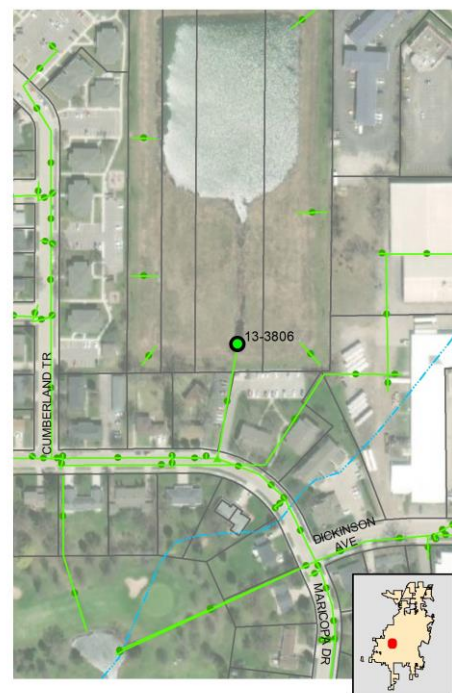 13-3806
CUMBERLAND TR
DICKINSON
AVE
MARICOPA DR